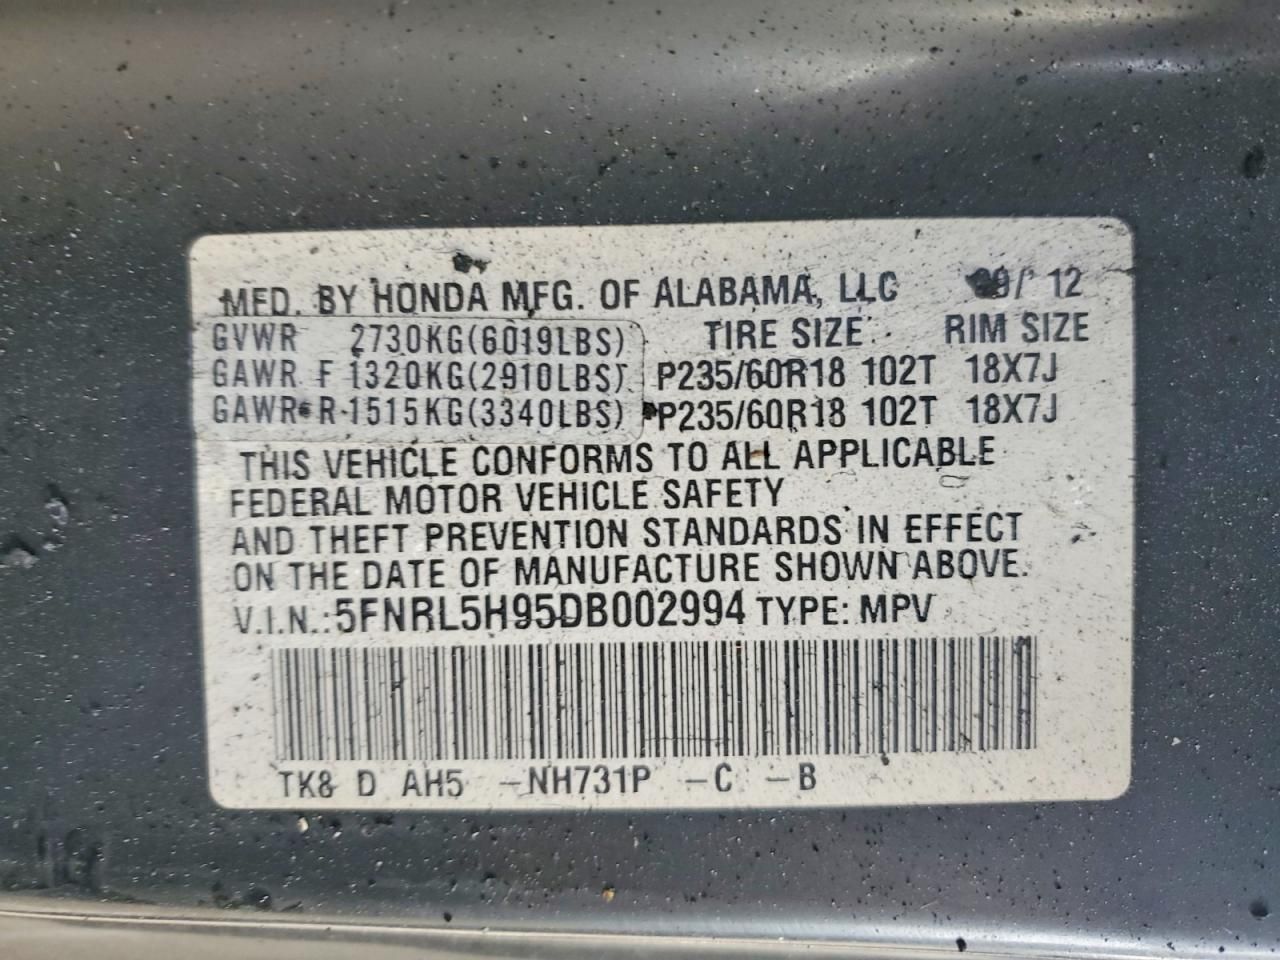 MFD. BY HONDA MFG. OF ALABAMA, LLC 09/ 12
GVWR 2730KG(6019LBS) TIRE SIZE RIM SIZE
GAWR F 1320KG(2910LBS) P235/60R18 102T 18X7J
GAWR R 1515KG(3340LBS) P235/60R18 102T 18X7J
THIS VEHICLE CONFORMS TO ALL APPLICABLE
FEDERAL MOTOR VEHICLE SAFETY
AND THEFT PREVENTION STANDARDS IN EFFECT
ON THE DATE OF MANUFACTURE SHOWN ABOVE.
V.I.N.: 5FNRL5H95DB002994 TYPE: MPV
TK8 D AH5 -NH731P -C -B